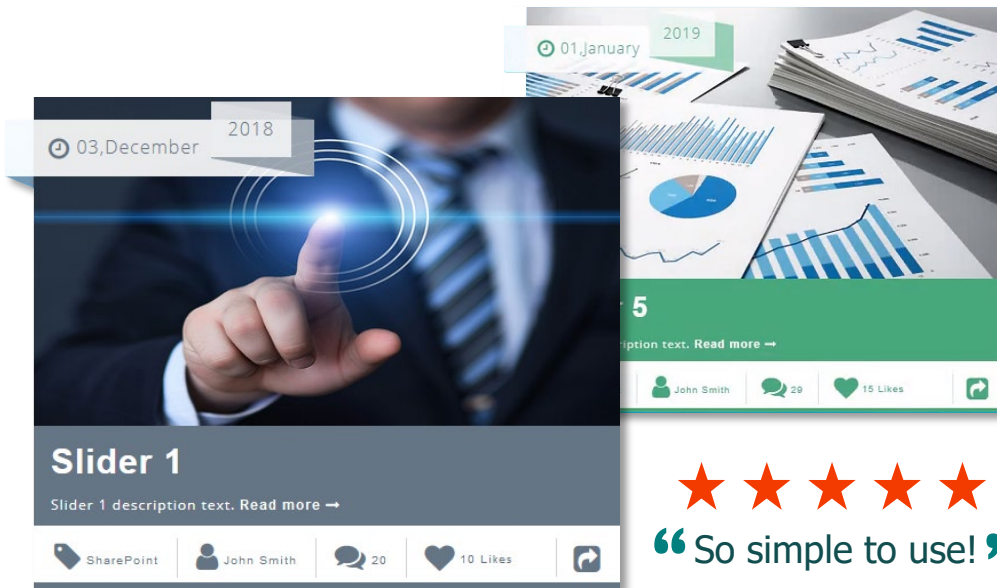 2019
01,January
2018
03,December
5
text. Read more →
John Smith
29
15 Likes
Slider 1
Slider 1 description text. Read more →
SharePoint
John Smith
20
10 Likes
“ So simple to use! ”